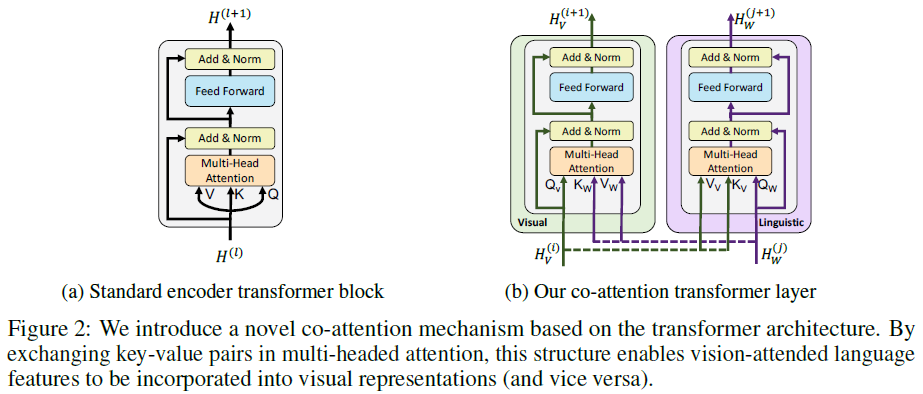 H^(l+1)
Add & Norm
Feed Forward
Add & Norm
Multi-Head
Attention
V K Q
H^(l)
(a) Standard encoder transformer block
H_V^(i+1) H_W^(j+1)
Add & Norm Add & Norm
Feed Forward Feed Forward
Add & Norm Add & Norm
Multi-Head Multi-Head
Attention Attention
Q_V K_W V_W V_V K_V Q_W
Visual Linguistic
H_V^(i) H_W^(j)
(b) Our co-attention transformer layer
Figure 2: We introduce a novel co-attention mechanism based on the transformer architecture. By
exchanging key-value pairs in multi-headed attention, this structure enables vision-attended language
features to be incorporated into visual representations (and vice versa).